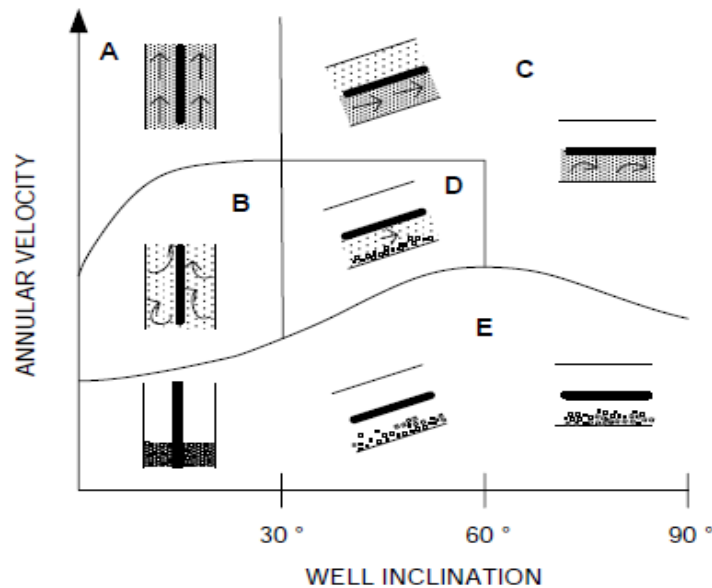 A
C
B
D
E
ANNULAR VELOCITY
30 °
60 °
90 °
WELL INCLINATION